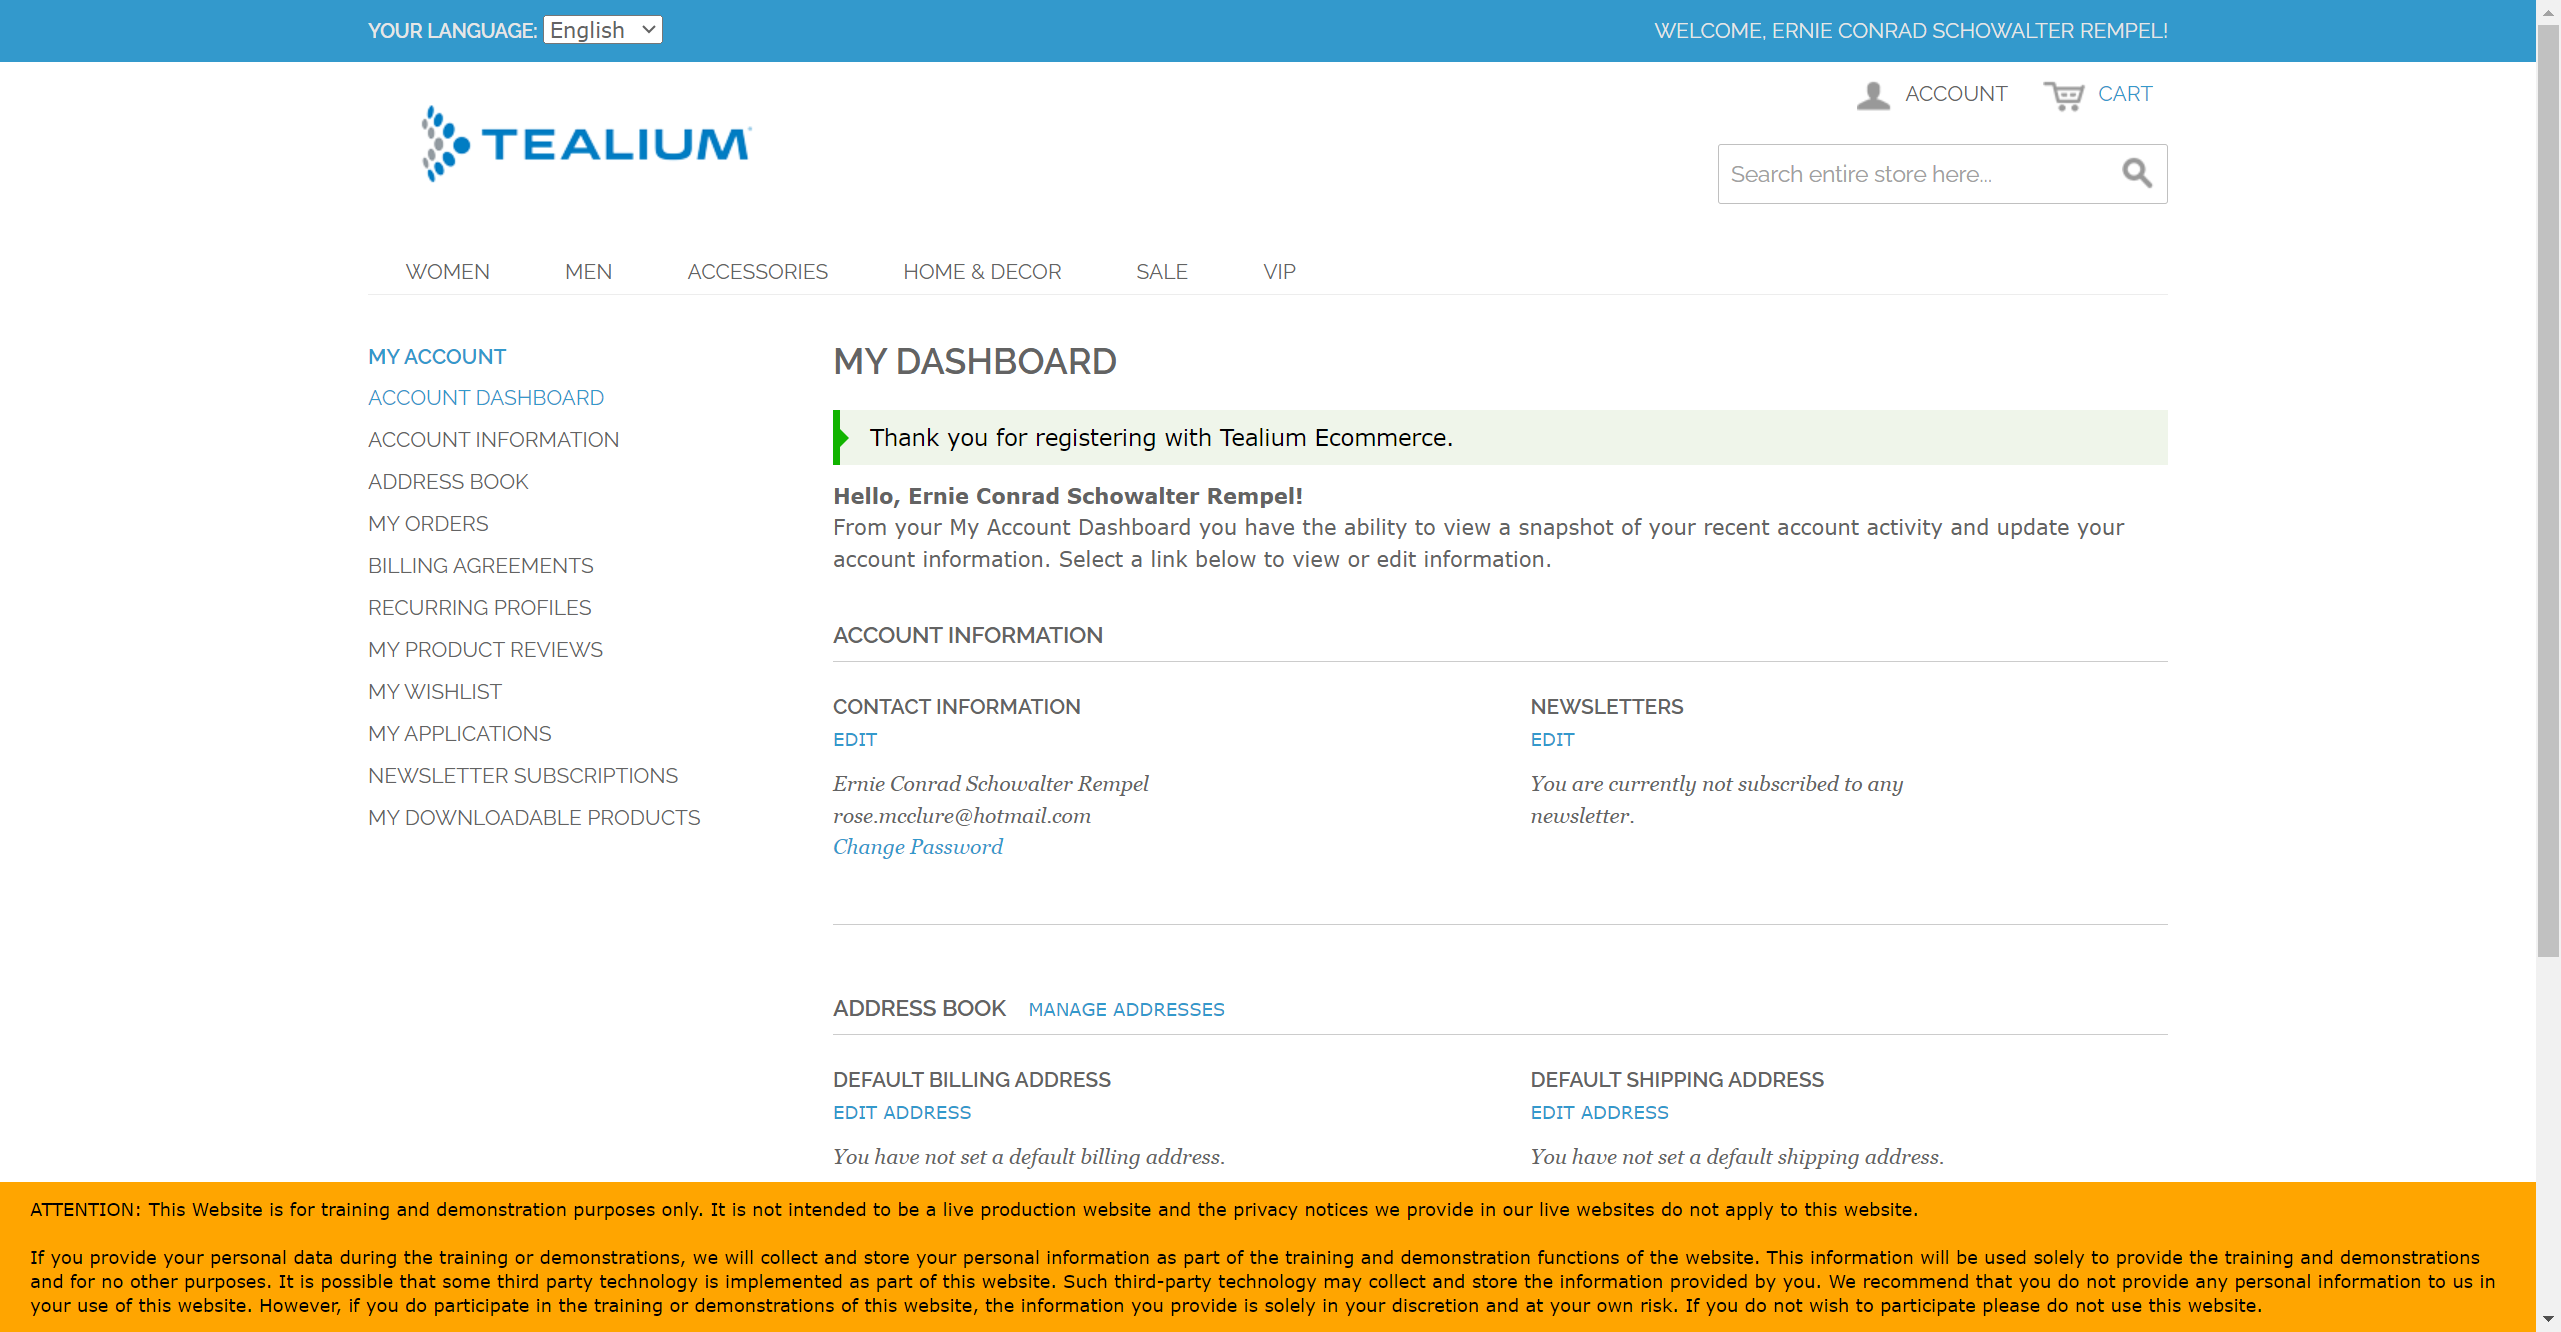 YOUR LANGUAGE: English
WELCOME, ERNIE CONRAD SCHOWALTER REMPEL!
ACCOUNT
CART
TEALIUM
Search entire store here...
WOMEN MEN ACCESSORIES HOME & DECOR SALE VIP
MY ACCOUNT
ACCOUNT DASHBOARD
ACCOUNT INFORMATION
ADDRESS BOOK
MY ORDERS
BILLING AGREEMENTS
RECURRING PROFILES
MY PRODUCT REVIEWS
MY WISHLIST
MY APPLICATIONS
NEWSLETTER SUBSCRIPTIONS
MY DOWNLOADABLE PRODUCTS
MY DASHBOARD
Thank you for registering with Tealium Ecommerce.
Hello, Ernie Conrad Schowalter Rempel!
From your My Account Dashboard you have the ability to view a snapshot of your recent account activity and update your
account information. Select a link below to view or edit information.
ACCOUNT INFORMATION
CONTACT INFORMATION
EDIT
Ernie Conrad Schowalter Rempel
rose.mcclure@hotmail.com
Change Password
NEWSLETTERS
EDIT
You are currently not subscribed to any
newsletter.
ADDRESS BOOK MANAGE ADDRESSES
DEFAULT BILLING ADDRESS
EDIT ADDRESS
You have not set a default billing address.
DEFAULT SHIPPING ADDRESS
EDIT ADDRESS
You have not set a default shipping address.
ATTENTION: This Website is for training and demonstration purposes only. It is not intended to be a live production website and the privacy notices we provide in our live websites do not apply to this website.
If you provide your personal data during the training or demonstrations, we will collect and store your personal information as part of the training and demonstration functions of the website. This information will be used solely to provide the training and demonstrations
and for no other purposes. It is possible that some third party technology is implemented as part of this website. Such third-party technology may collect and store the information provided by you. We recommend that you do not provide any personal information to us in
your use of this website. However, if you do participate in the training or demonstrations of this website, the information you provide is solely in your discretion and at your own risk. If you do not wish to participate please do not use this website.